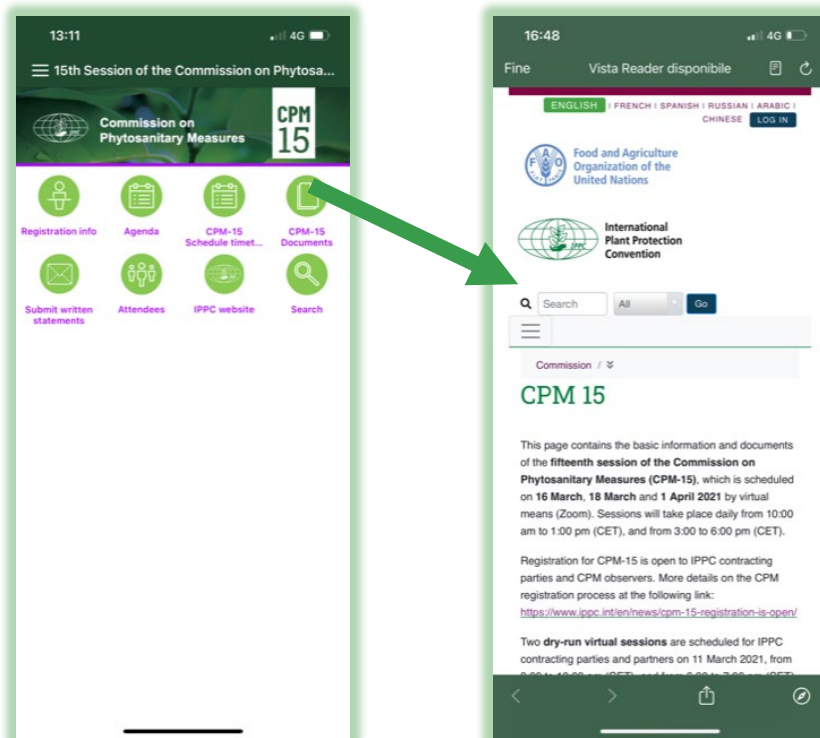 13:11
4G
15th Session of the Commission on Phytosa...
Commission on
Phytosanitary Measures
CPM
15
Registration info
Agenda
CPM-15
Schedule timet...
CPM-15
Documents
Submit written
statements
Attendees
IPPC website
Search
16:48
4G
Fine
Vista Reader disponibile
ENGLISH | FRENCH | SPANISH | RUSSIAN | ARABIC |
CHINESE LOG IN
FAO
Food and Agriculture
Organization of the
United Nations
IPPC
International
Plant Protection
Convention
Search
All
Go
Commission /
CPM 15
This page contains the basic information and documents
of the fifteenth session of the Commission on
Phytosanitary Measures (CPM-15), which is scheduled
on 16 March, 18 March and 1 April 2021 by virtual
means (Zoom). Sessions will take place daily from 10:00
am to 1:00 pm (CET), and from 3:00 to 6:00 pm (CET).
Registration for CPM-15 is open to IPPC contracting
parties and CPM observers. More details on the CPM
registration process at the following link:
https://www.ippc.int/en/news/cpm-15-registration-is-open/
Two dry-run virtual sessions are scheduled for IPPC
contracting parties and partners on 11 March 2021, from